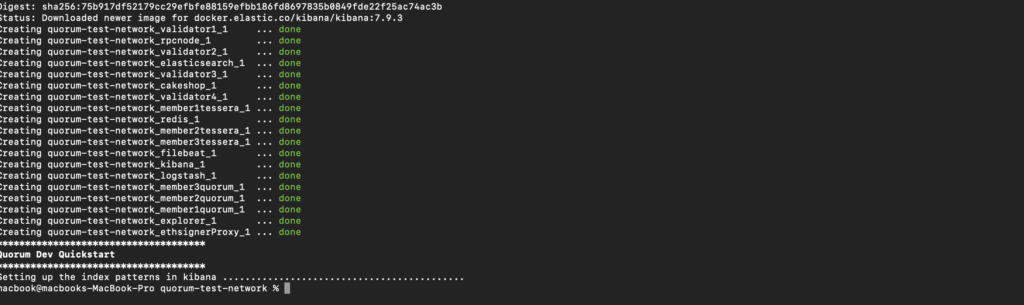 Digest: sha256:75b917df52179cc29efbfe88159efbb186fd8697835b0849fde22f25ac74ac3b
Status: Downloaded newer image for docker.elastic.co/kibana/kibana:7.9.3
Creating quorum-test-network_validator1_1 ... done
Creating quorum-test-network_rpcnode_1 ... done
Creating quorum-test-network_validator2_1 ... done
Creating quorum-test-network_elasticsearch_1 ... done
Creating quorum-test-network_validator3_1 ... done
Creating quorum-test-network_cakeshop_1 ... done
Creating quorum-test-network_validator4_1 ... done
Creating quorum-test-network_member1tessera_1 ... done
Creating quorum-test-network_redis_1 ... done
Creating quorum-test-network_member2tessera_1 ... done
Creating quorum-test-network_member3tessera_1 ... done
Creating quorum-test-network_filebeat_1 ... done
Creating quorum-test-network_kibana_1 ... done
Creating quorum-test-network_logstash_1 ... done
Creating quorum-test-network_member3quorum_1 ... done
Creating quorum-test-network_member2quorum_1 ... done
Creating quorum-test-network_member1quorum_1 ... done
Creating quorum-test-network_explorer_1 ... done
Creating quorum-test-network_ethsignerProxy_1 ... done
*************************************
Quorum Dev Quickstart
*************************************
Setting up the index patterns in kibana ...........................................
macbook@macbooks-MacBook-Pro quorum-test-network %